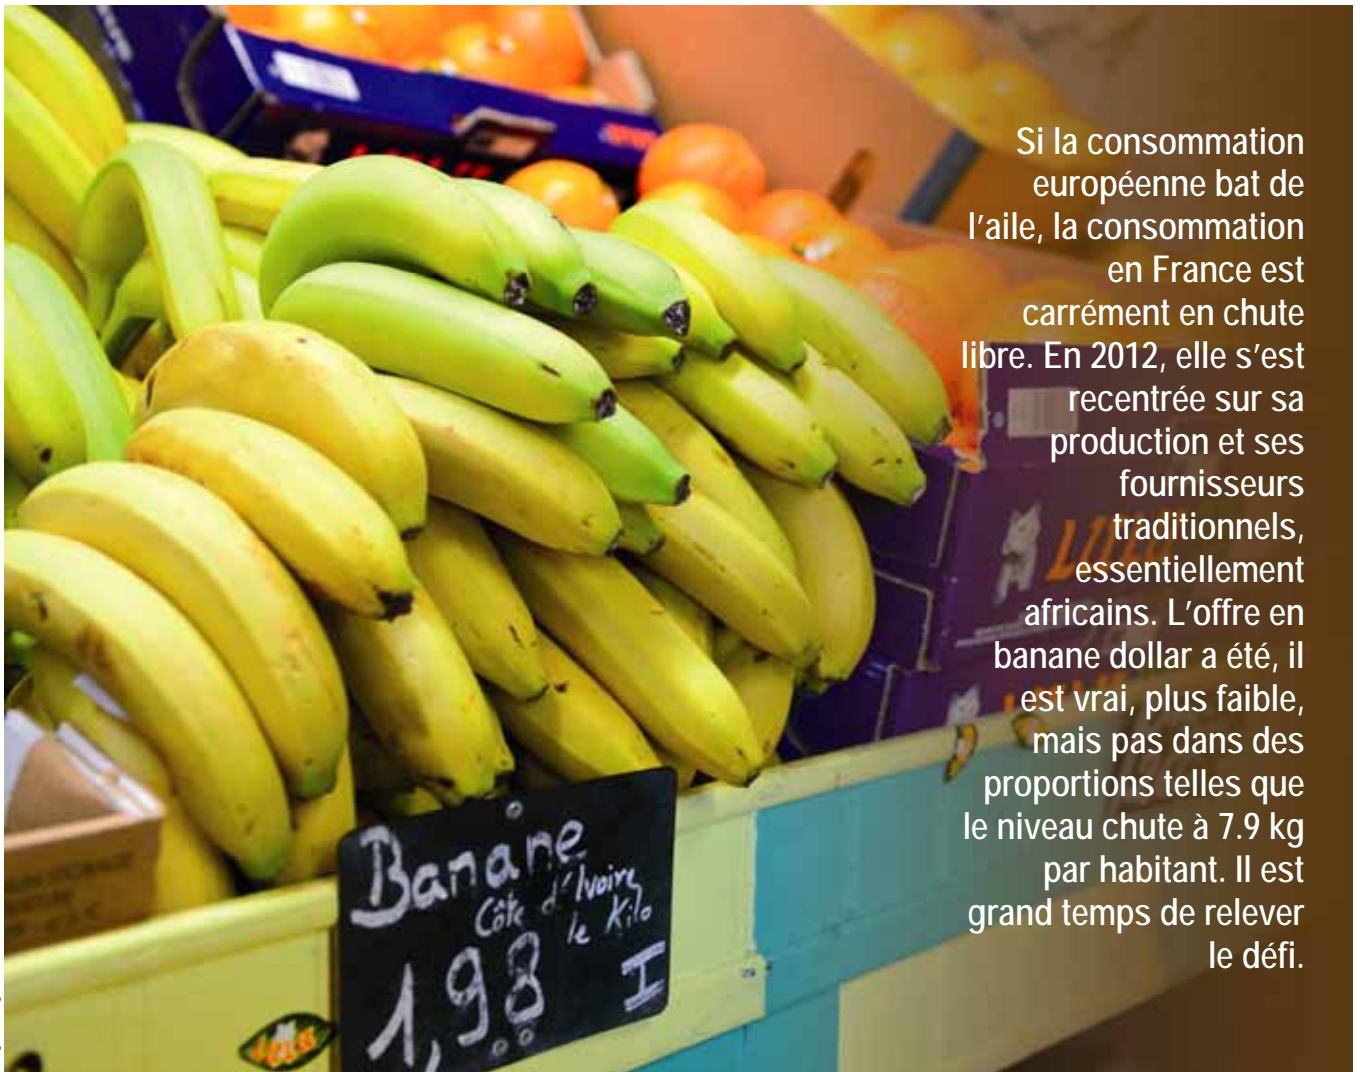 Si la consommation
européenne bat de
l’aile, la consommation
en France est
carrément en chute
libre. En 2012, elle s’est
recentrée sur sa
production et ses
fournisseurs
traditionnels,
essentiellement
africains. L’offre en
banane dollar a été, il
est vrai, plus faible,
mais pas dans des
proportions telles que
le niveau chute à 7.9 kg
par habitant. Il est
grand temps de relever
le défi.
Banane
Côte d'Ivoire
le Kilo
1,98 I